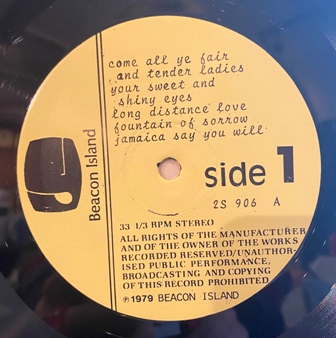 come all ye fair
and tender ladies
your sweet and
shiny eyes
long distance love
fountain of sorrow
jamaica say you will
Beacon Island
side 1
2S 906 A
33 1/3 RPM STEREO
ALL RIGHTS OF THE MANUFACTURER
AND OF THE OWNER OF THE WORKS
RECORDED RESERVED/UNAUTHOR-
ISED PUBLIC PERFORMANCE,
BROADCASTING AND COPYING
OF THIS RECORD PROHIBITED
℗1979 BEACON ISLAND